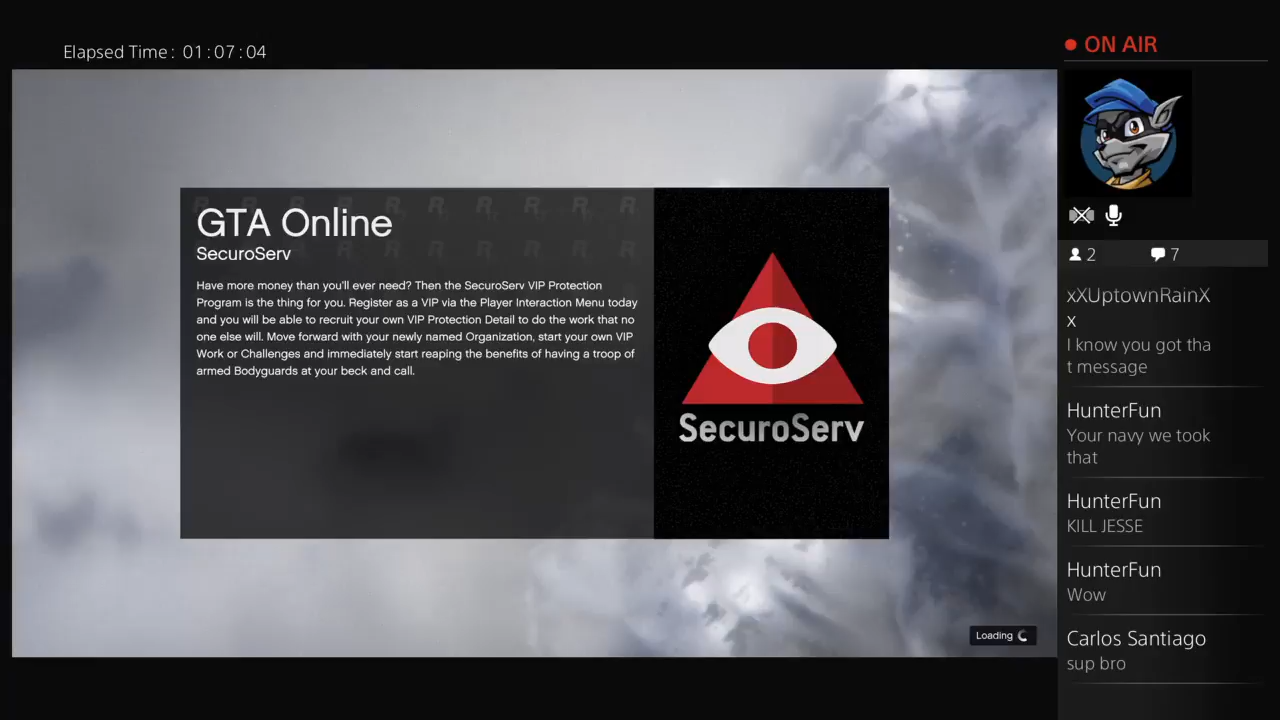 Elapsed Time: 01:07:04
ON AIR
GTA Online
SecuroServ
Have more money than you'll ever need? Then the SecuroServ VIP Protection
Program is the thing for you. Register as a VIP via the Player Interaction Menu today
and you will be able to recruit your own VIP Protection Detail to do the work that no
one else will. Move forward with your newly named Organization, start your own VIP
Work or Challenges and immediately start reaping the benefits of having a troop of
armed Bodyguards at your beck and call.
SecuroServ
Loading
2
7
xXUptownRainX
x
I know you got tha
t message
HunterFun
Your navy we took
that
HunterFun
KILL JESSE
HunterFun
Wow
Carlos Santiago
sup bro